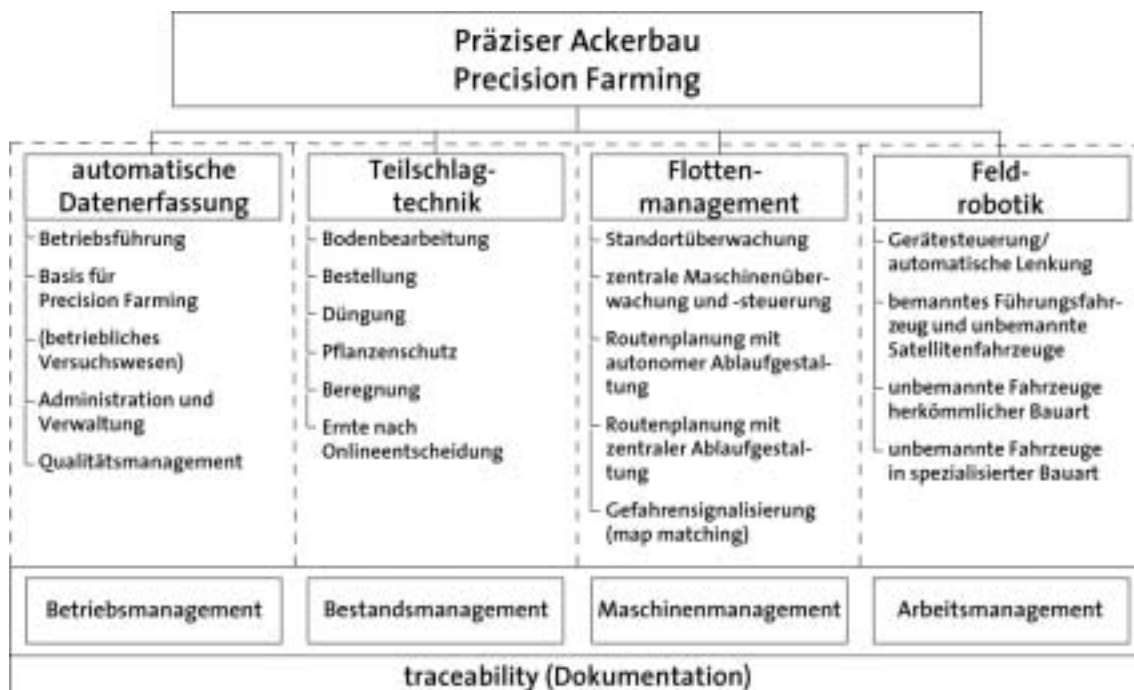 Präziser Ackerbau
Precision Farming
automatische
Datenerfassung
Betriebsführung
Basis für
Precision Farming
(betriebliches
Versuchswesen)
Administration und
Verwaltung
Qualitätsmanagement
Teilschlag-
technik
Bodenbearbeitung
Bestellung
Düngung
Pflanzenschutz
Beregnung
Ernte nach
Onlineentscheidung
Flotten-
management
Standortüberwachung
zentrale Maschinenüber-
wachung und -steuerung
Routenplanung mit
autonomer Ablaufgestal-
tung
Routenplanung mit
zentraler Ablaufgestal-
tung
Gefahrensignalisierung
(map matching)
Feld-
robotik
Gerätesteuerung/
automatische Lenkung
bemanntes Führungsfahr-
zeug und unbemannte
Satellitenfahrzeuge
unbemannte Fahrzeuge
herkömmlicher Bauart
unbemannte Fahrzeuge
in spezialisierter Bauart
Betriebsmanagement
Bestandsmanagement
Maschinenmanagement
Arbeitsmanagement
traceability (Dokumentation)